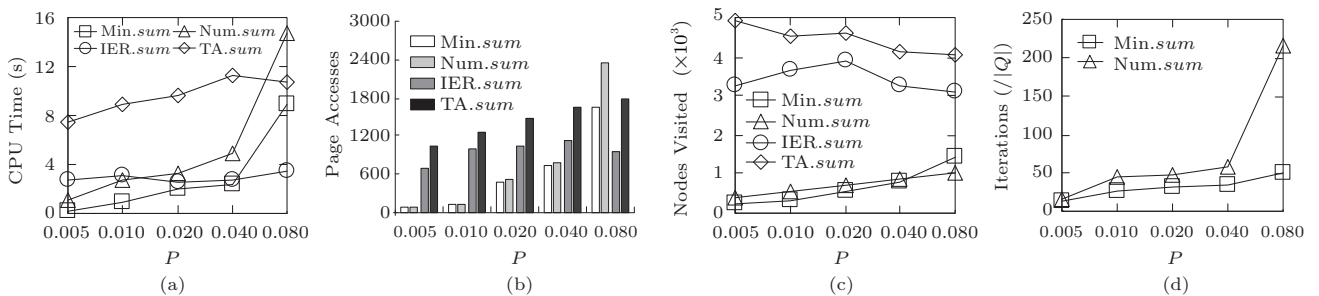 CPU Time (s)
16
12
8
4
0
Min.sum
Num.sum
IER.sum
TA.sum
0.005 0.010 0.020 0.040 0.080
P
(a)
Page Accesses
3000
2400
1800
1200
600
0
Min.sum
Num.sum
IER.sum
TA.sum
0.005 0.010 0.020 0.040 0.080
P
(b)
Nodes Visited (×10³)
5
4
3
2
1
0
Min.sum
Num.sum
IER.sum
TA.sum
0.005 0.010 0.020 0.040 0.080
P
(c)
Iterations (/|Q|)
250
200
150
100
50
0
Min.sum
Num.sum
0.005 0.010 0.020 0.040 0.080
P
(d)